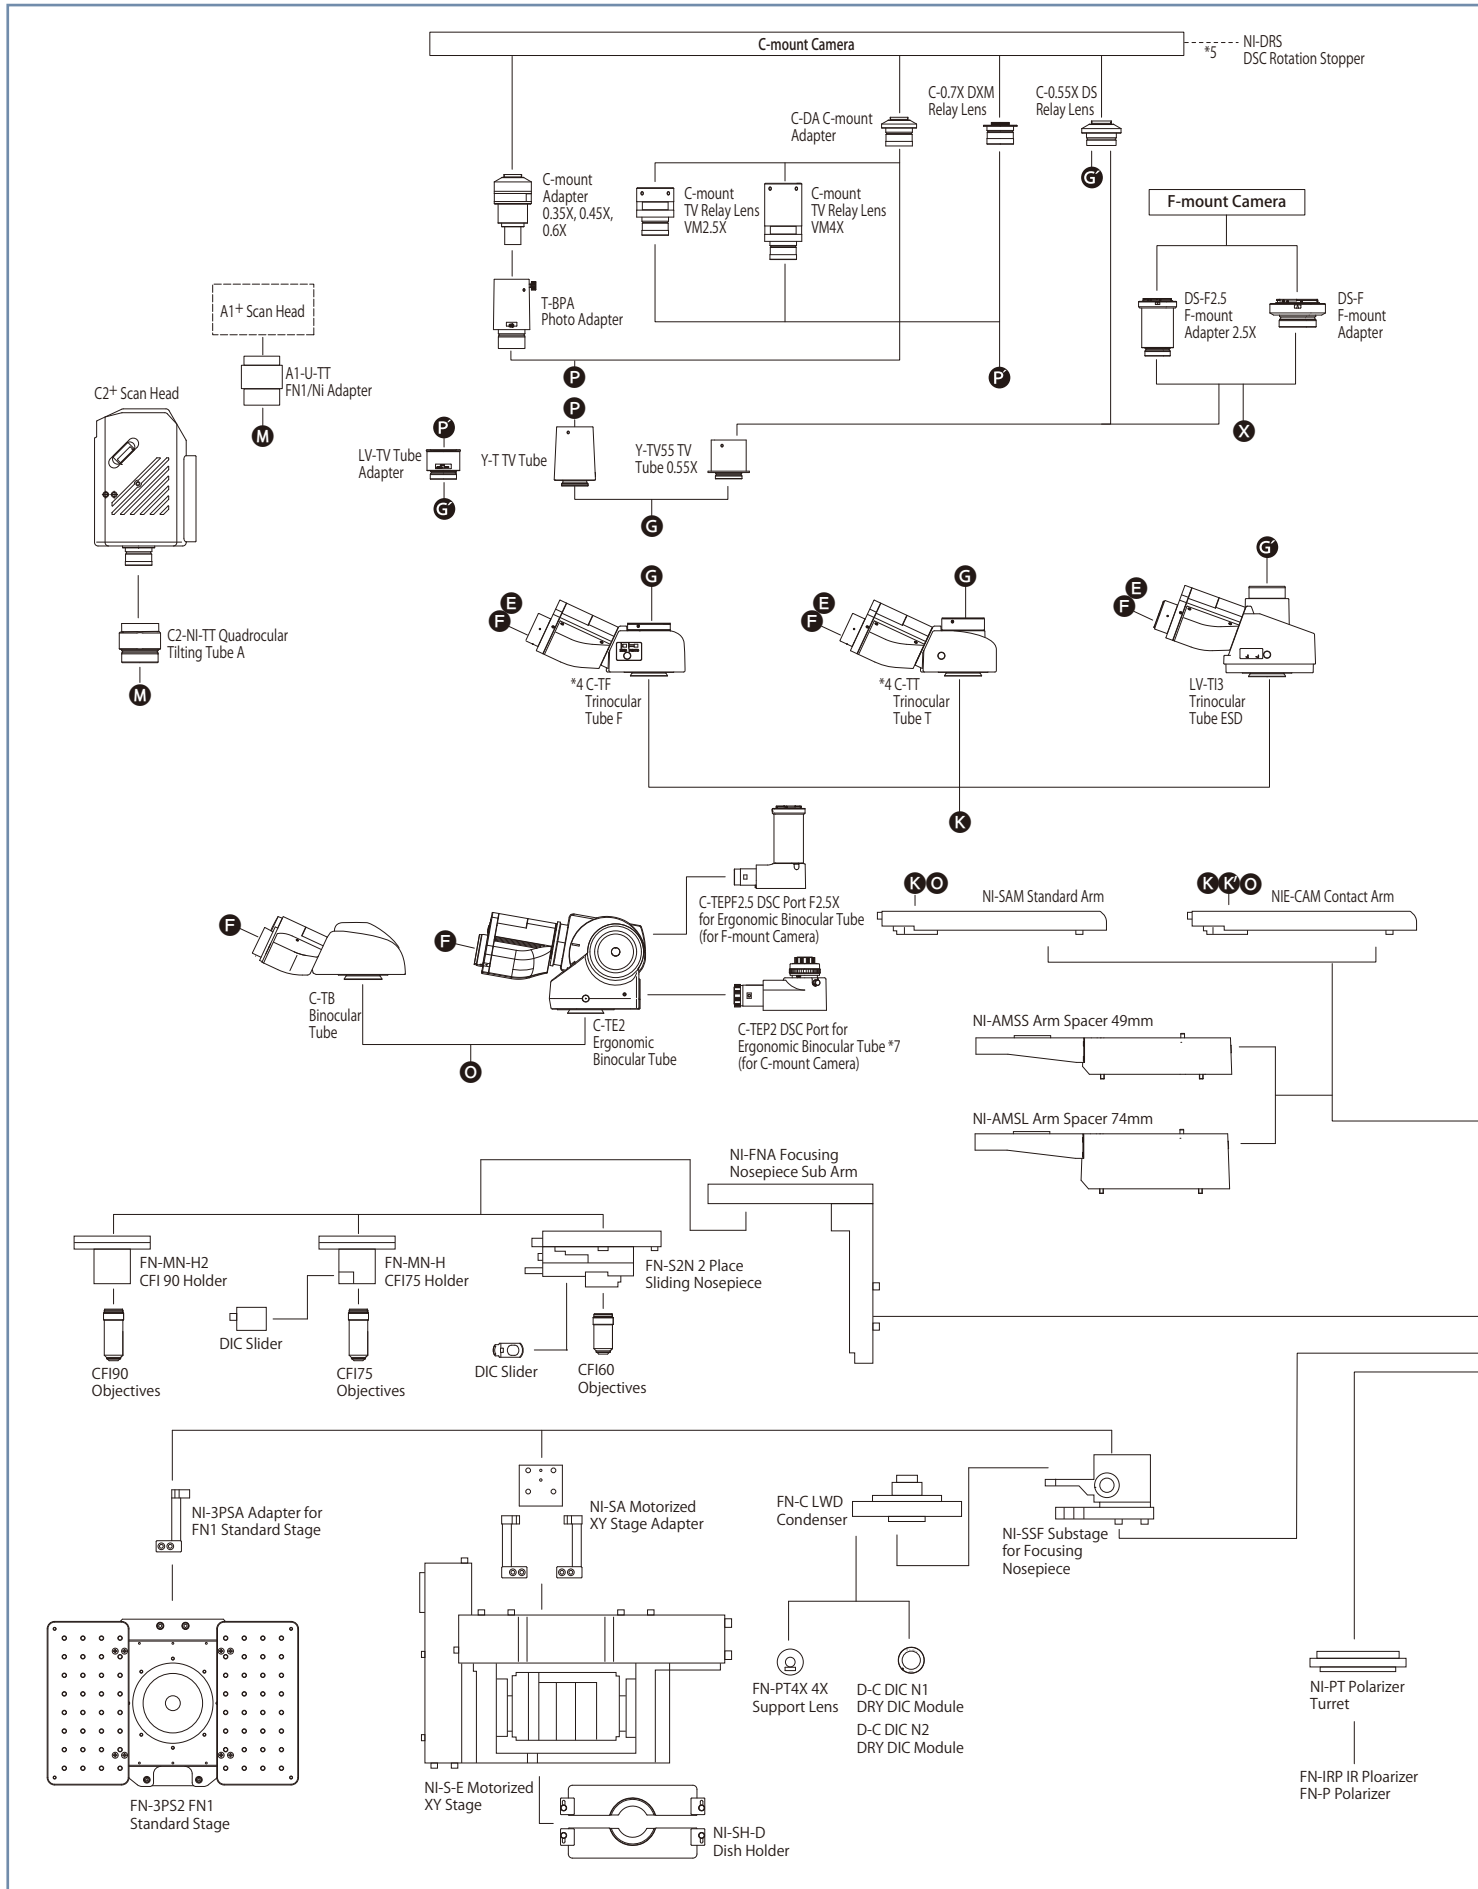 C-mount Camera
*5
NI-DRS
DSC Rotation Stopper
C-DA C-mount
Adapter
C-0.7X DXM
Relay Lens
C-0.55X DS
Relay Lens
G´
C-mount
Adapter
0.35X, 0.45X,
0.6X
C-mount
TV Relay Lens
VM2.5X
C-mount
TV Relay Lens
VM4X
F-mount Camera
T-BPA
Photo Adapter
DS-F2.5
F-mount
Adapter 2.5X
DS-F
F-mount
Adapter
A1+ Scan Head
A1-U-TT
FN1/Ni Adapter
M
P
P´
X
C2+ Scan Head
P´
LV-TV Tube
Adapter
G´
P
Y-T TV Tube
Y-TV55 TV
Tube 0.55X
G
C2-NI-TT Quadrocular
Tilting Tube A
M
G
E
F
*4 C-TF
Trinocular
Tube F
G
E
F
*4 C-TT
Trinocular
Tube T
G´
E
F
LV-TI3
Trinocular
Tube ESD
K
C-TEPF2.5 DSC Port F2.5X
for Ergonomic Binocular Tube
(for F-mount Camera)
K O
NI-SAM Standard Arm
K K´ O
NIE-CAM Contact Arm
F
C-TB
Binocular
Tube
F
C-TE2
Ergonomic
Binocular Tube
O
C-TEP2 DSC Port for
Ergonomic Binocular Tube *7
(for C-mount Camera)
NI-AMSS Arm Spacer 49mm
NI-AMSL Arm Spacer 74mm
NI-FNA Focusing
Nosepiece Sub Arm
FN-MN-H2
CFI 90 Holder
FN-MN-H
CFI75 Holder
FN-S2N 2 Place
Sliding Nosepiece
DIC Slider
DIC Slider
CFI90
Objectives
CFI75
Objectives
CFI60
Objectives
NI-3PSA Adapter for
FN1 Standard Stage
NI-SA Motorized
XY Stage Adapter
FN-C LWD
Condenser
NI-SSF Substage
for Focusing
Nosepiece
FN-PT4X 4X
Support Lens
D-C DIC N1
DRY DIC Module
D-C DIC N2
DRY DIC Module
NI-PT Polarizer
Turret
FN-IRP IR Ploarizer
FN-P Polarizer
FN-3PS2 FN1
Standard Stage
NI-S-E Motorized
XY Stage
NI-SH-D
Dish Holder